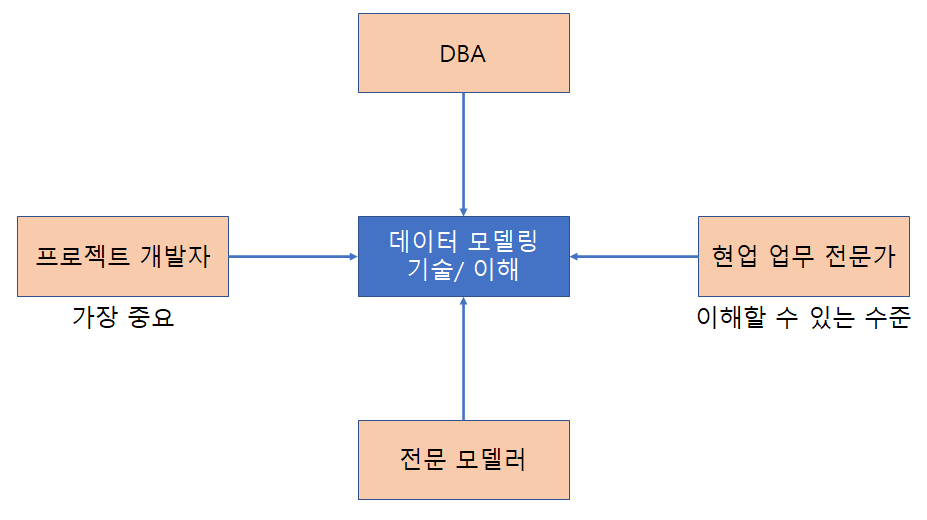 DBA
프로젝트 개발자
데이터 모델링
기술/ 이해
현업 업무 전문가
가장 중요
이해할 수 있는 수준
전문 모델러